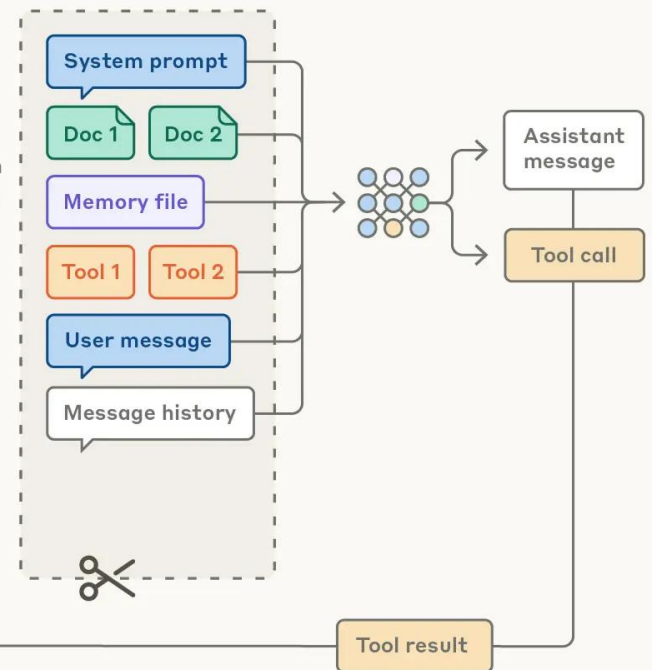 System prompt
Doc 1
Doc 2
Memory file
Tool 1
Tool 2
User message
Message history
Assistant
message
Tool call
Tool result